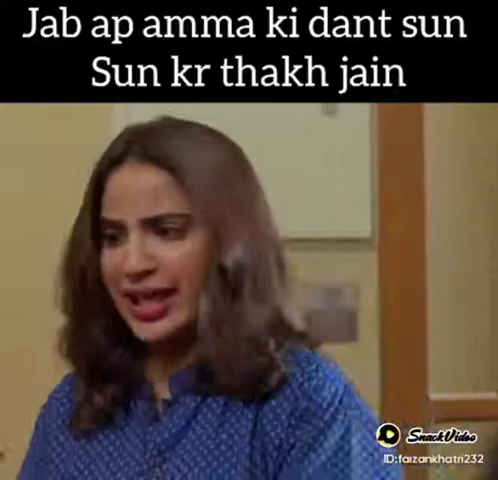 Jab ap amma ki dant sun
Sun kr thakh jain
SnackVideo
ID:faizankhatri232